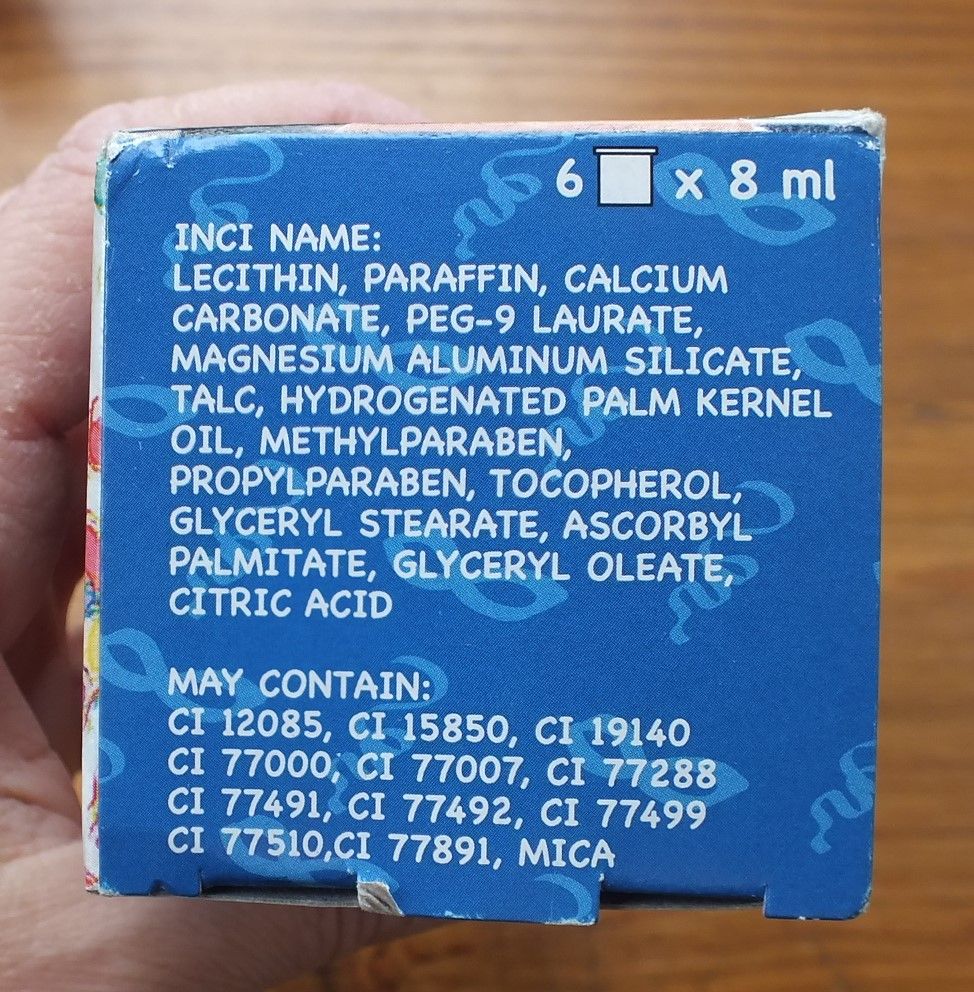 6 x 8 ml
INCI NAME:
LECITHIN, PARAFFIN, CALCIUM
CARBONATE, PEG-9 LAURATE,
MAGNESIUM ALUMINUM SILICATE,
TALC, HYDROGENATED PALM KERNEL
OIL, METHYLPARABEN,
PROPYLPARABEN, TOCOPHEROL,
GLYCERYL STEARATE, ASCORBYL
PALMITATE, GLYCERYL OLEATE,
CITRIC ACID
MAY CONTAIN:
CI 12085, CI 15850, CI 19140
CI 77000, CI 77007, CI 77288
CI 77491, CI 77492, CI 77499
CI 77510,CI 77891, MICA